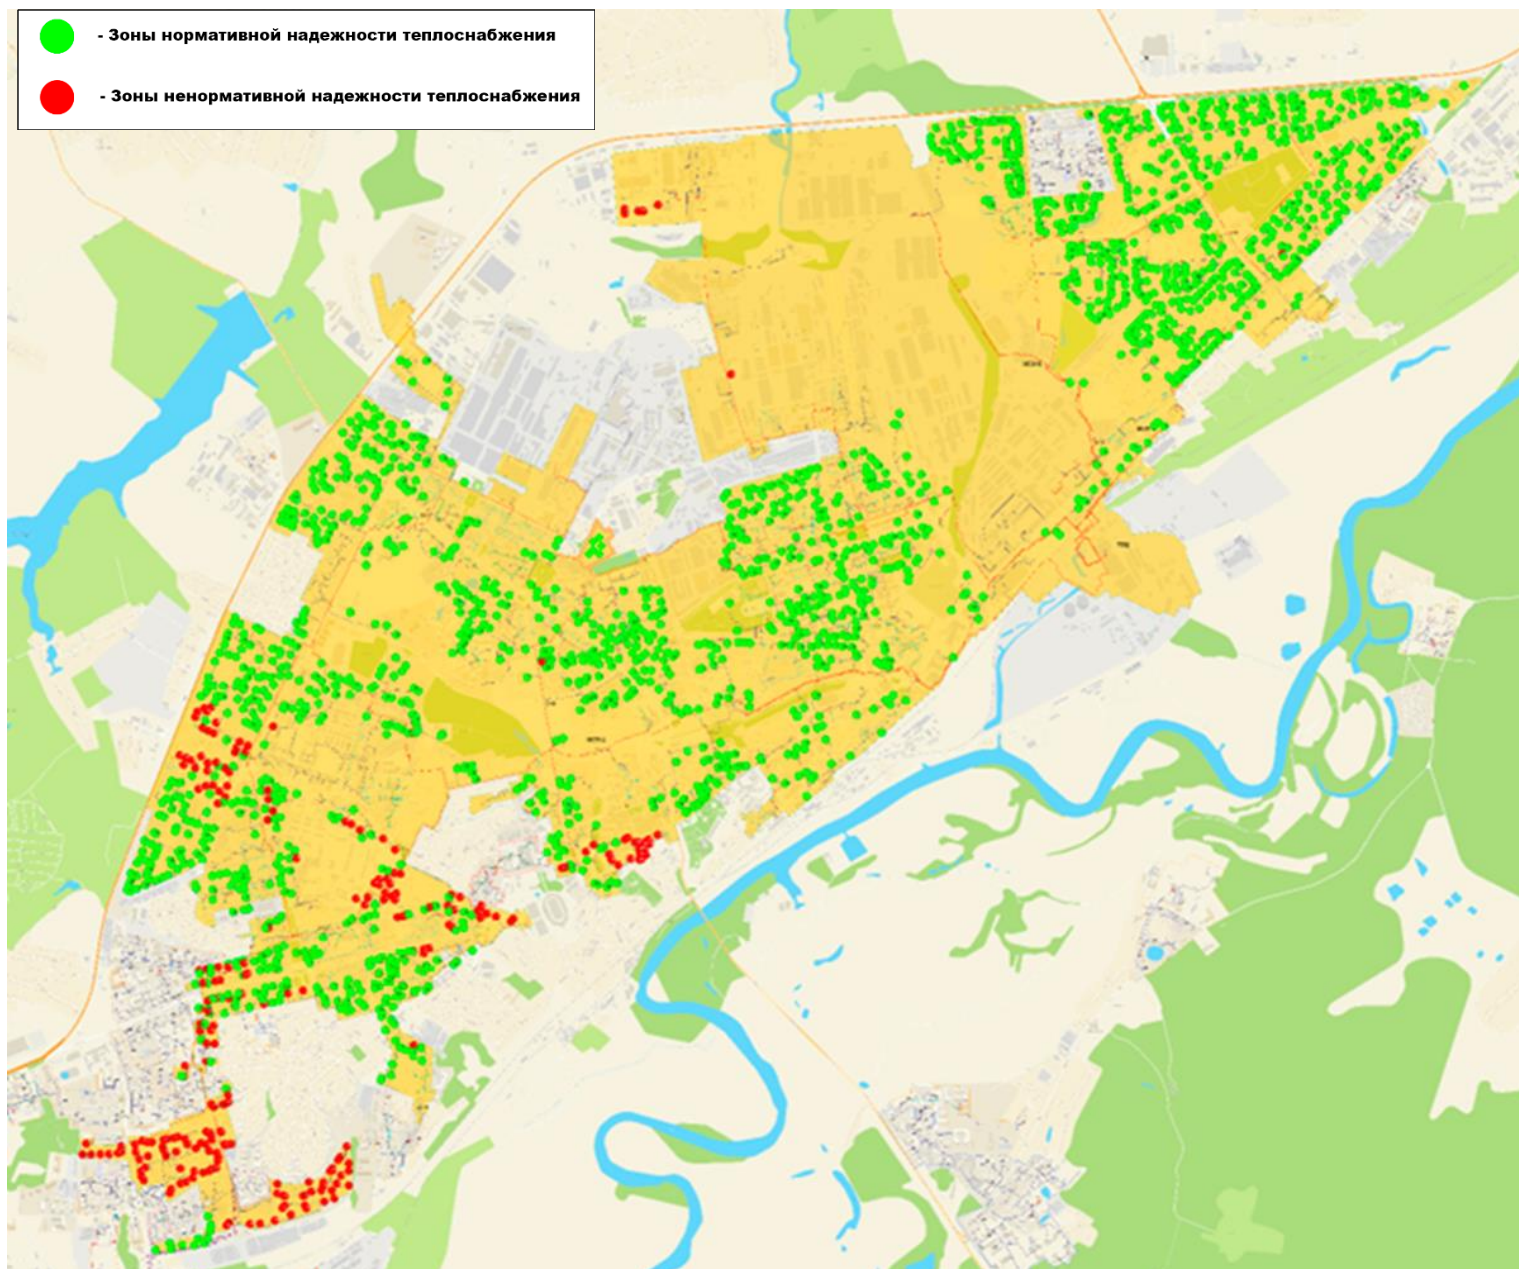 - Зоны нормативной надежности теплоснабжения
- Зоны ненормативной надежности теплоснабжения